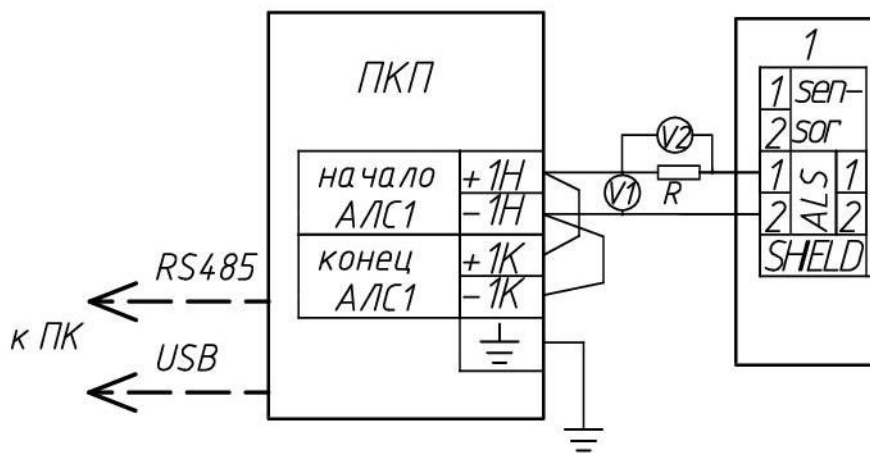 ПКП
начало
АЛС1
+1Н
-1Н
конец
АЛС1
+1К
-1К
RS485
к ПК
USB
V2
V1
R
1
1
2
sen-
sor
1
2
ALS
1
2
SHIELD